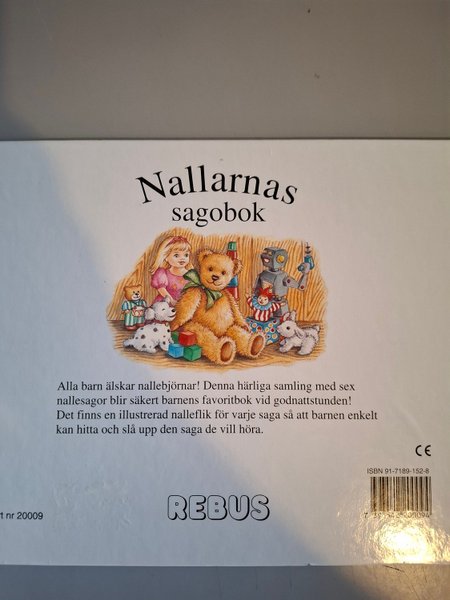 Nallarnas
sagobok
Alla barn älskar nallebjörnar! Denna härliga samling med sex
nallesagor blir säkert barnens favoritbok vid godnattstunden!
Det finns en illustrerad nalleflik för varje saga så att barnen enkelt
kan hitta och slå upp den saga de vill höra.
CE
ISBN 91-7189-152-8
REBUS
nr 20009